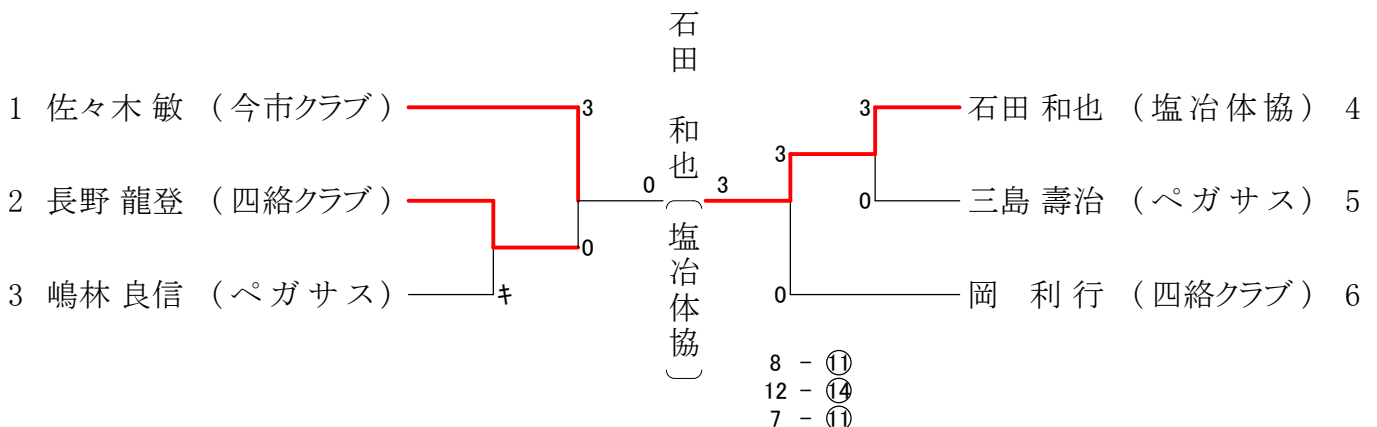 1 佐々木 敏 （今市クラブ）
3
2 長野 龍登 （四絡クラブ）
0
3 嶋林 良信 （ペガサス）
キ
0
石田 和也（塩冶体協）
3
3
石田 和也 （塩冶体協） 4
3
0
三島 壽治 （ペガサス） 5
0
岡 利行 （四絡クラブ） 6
8 - ⑪
12 - ⑭
7 - ⑪